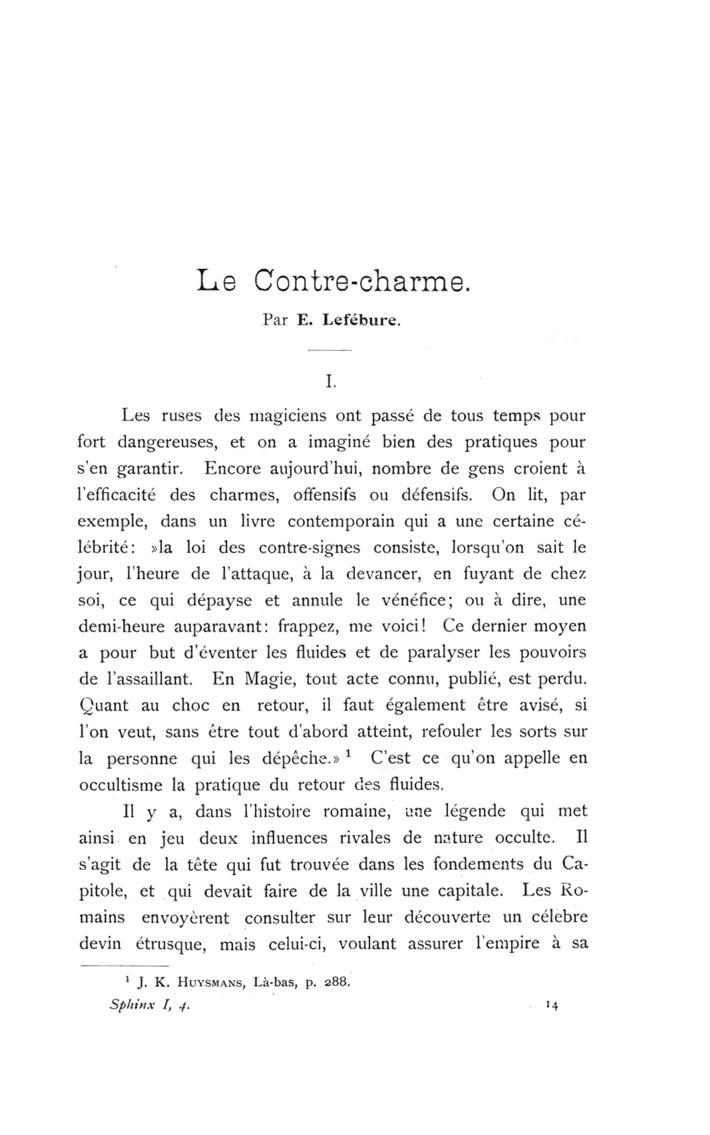 Le Contre-charme.
Par E. Lefébure.
I.
Les ruses des magiciens ont passé de tous temps pour
fort dangereuses, et on a imaginé bien des pratiques pour
s'en garantir. Encore aujourd'hui, nombre de gens croient à
l'efficacité des charmes, offensifs ou défensifs. On lit, par
exemple, dans un livre contemporain qui a une certaine cé-
lébrité: »la loi des contre-signes consiste, lorsqu'on sait le
jour, l'heure de l'attaque, à la devancer, en fuyant de chez
soi, ce qui dépayse et annule le vénéfice; ou à dire, une
demi-heure auparavant: frappez, me voici! Ce dernier moyen
a pour but d'éventer les fluides et de paralyser les pouvoirs
de l'assaillant. En Magie, tout acte connu, publié, est perdu.
Quant au choc en retour, il faut également être avisé, si
l'on veut, sans être tout d'abord atteint, refouler les sorts sur
la personne qui les dépêche.» ¹ C'est ce qu'on appelle en
occultisme la pratique du retour des fluides.
Il y a, dans l'histoire romaine, une légende qui met
ainsi en jeu deux influences rivales de nature occulte. Il
s'agit de la tête qui fut trouvée dans les fondements du Ca-
pitole, et qui devait faire de la ville une capitale. Les Ro-
mains envoyèrent consulter sur leur découverte un célebre
devin étrusque, mais celui-ci, voulant assurer l'empire à sa
¹ J. K. HUYSMANS, Là-bas, p. 288.
Sphinx I, 4. 14